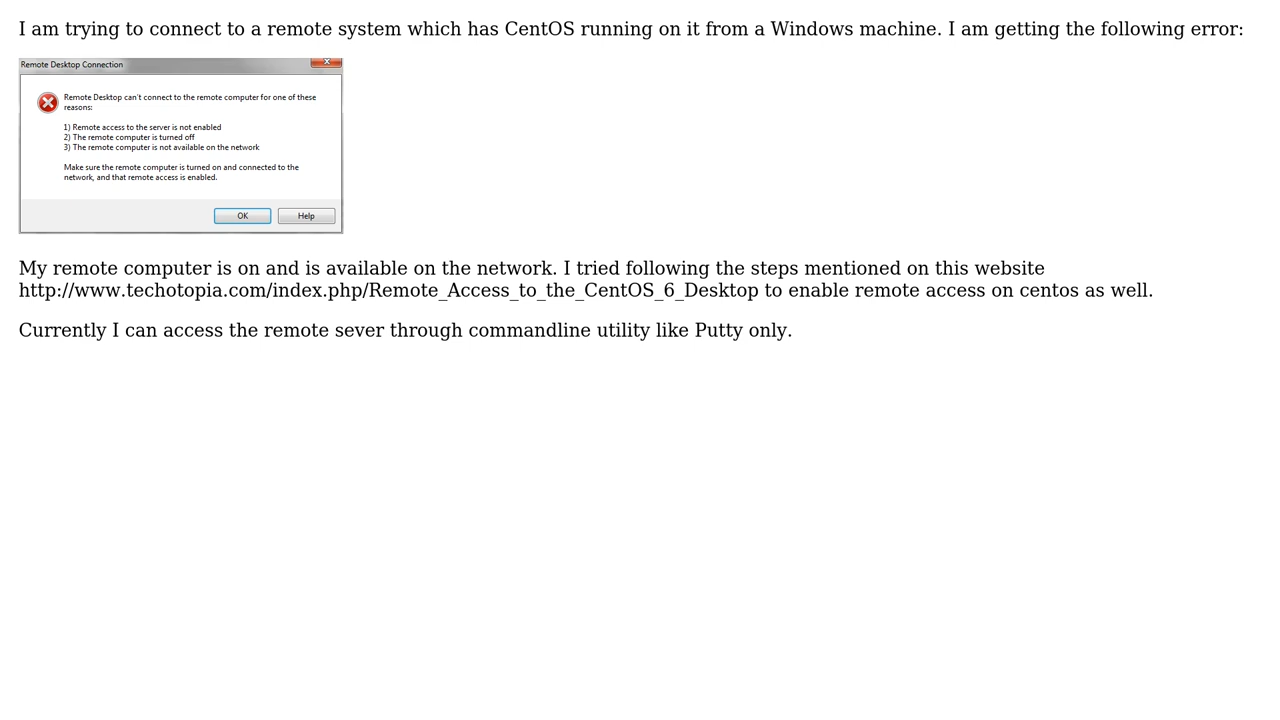 I am trying to connect to a remote system which has CentOS running on it from a Windows machine. I am getting the following error:
Remote Desktop Connection
Remote Desktop can't connect to the remote computer for one of these
reasons:
1) Remote access to the server is not enabled
2) The remote computer is turned off
3) The remote computer is not available on the network
Make sure the remote computer is turned on and connected to the
network, and that remote access is enabled.
OK Help
My remote computer is on and is available on the network. I tried following the steps mentioned on this website
http://www.techotopia.com/index.php/Remote_Access_to_the_CentOS_6_Desktop to enable remote access on centos as well.
Currently I can access the remote sever through commandline utility like Putty only.